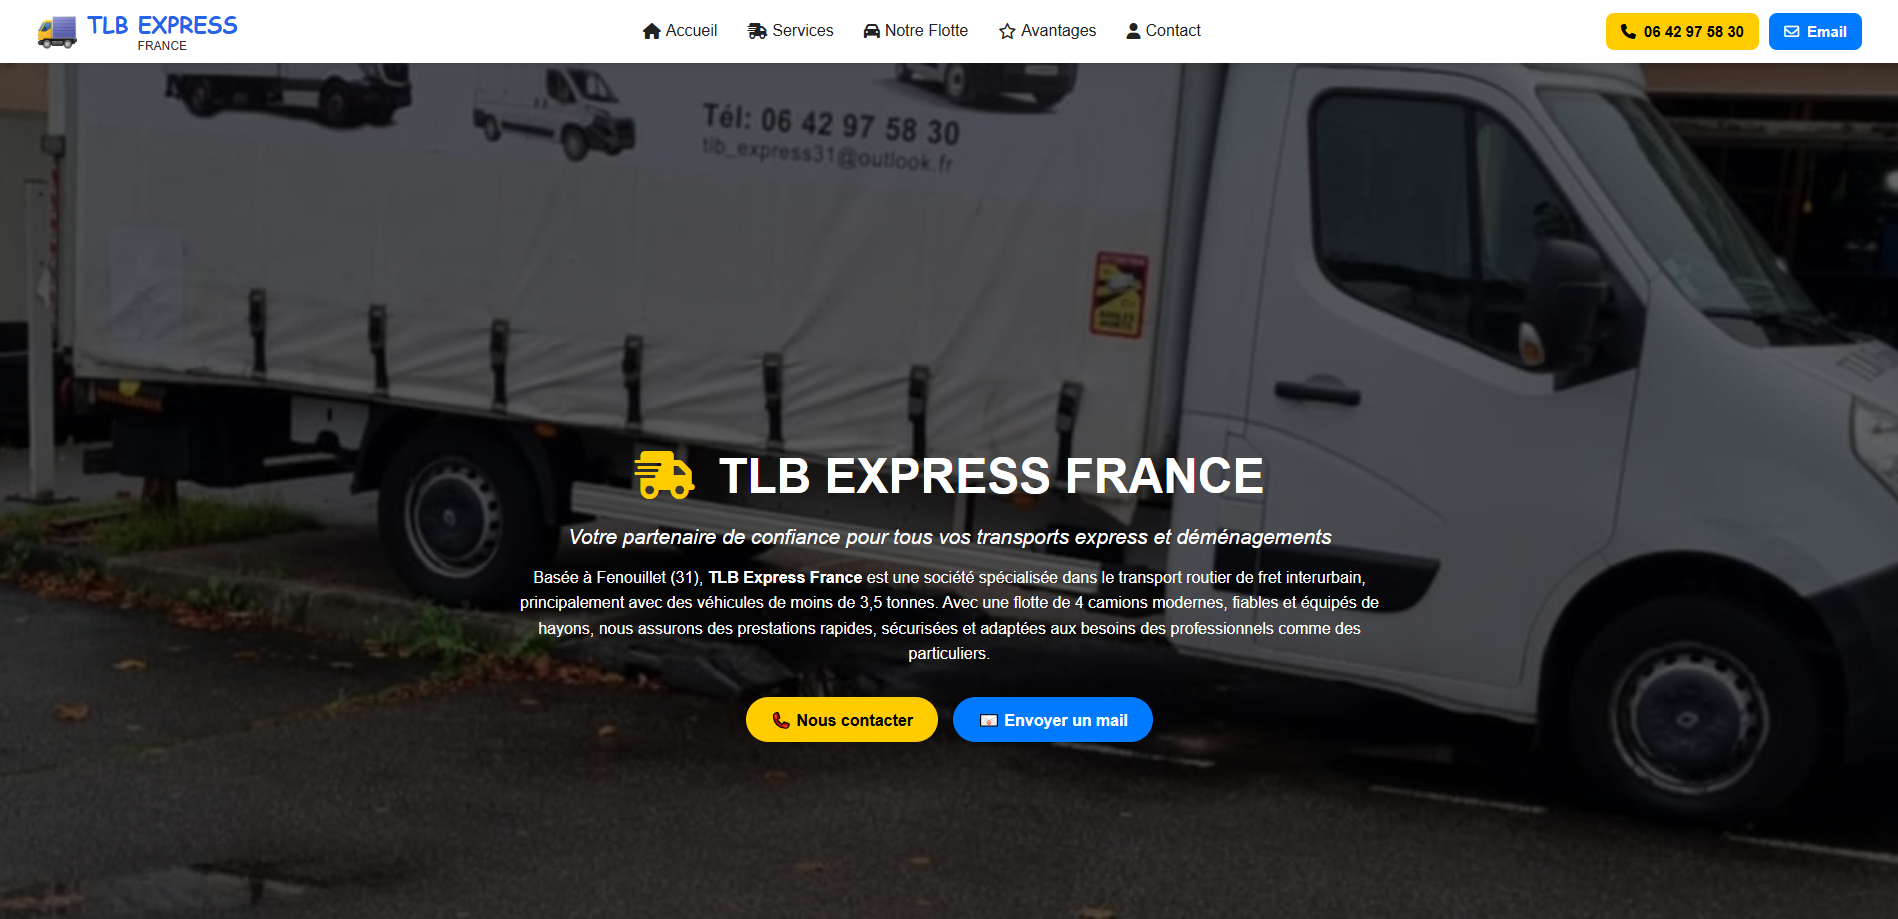 TLB EXPRESS
FRANCE
Accueil
Services
Notre Flotte
Avantages
Contact
06 42 97 58 30
Email
Tél: 06 42 97 58 30
tlb_express31@outlook.fr
TLB EXPRESS FRANCE
Votre partenaire de confiance pour tous vos transports express et déménagements
Basée à Fenouillet (31), TLB Express France est une société spécialisée dans le transport routier de fret interurbain,
principalement avec des véhicules de moins de 3,5 tonnes. Avec une flotte de 4 camions modernes, fiables et équipés de
hayons, nous assurons des prestations rapides, sécurisées et adaptées aux besoins des professionnels comme des
particuliers.
Nous contacter
Envoyer un mail